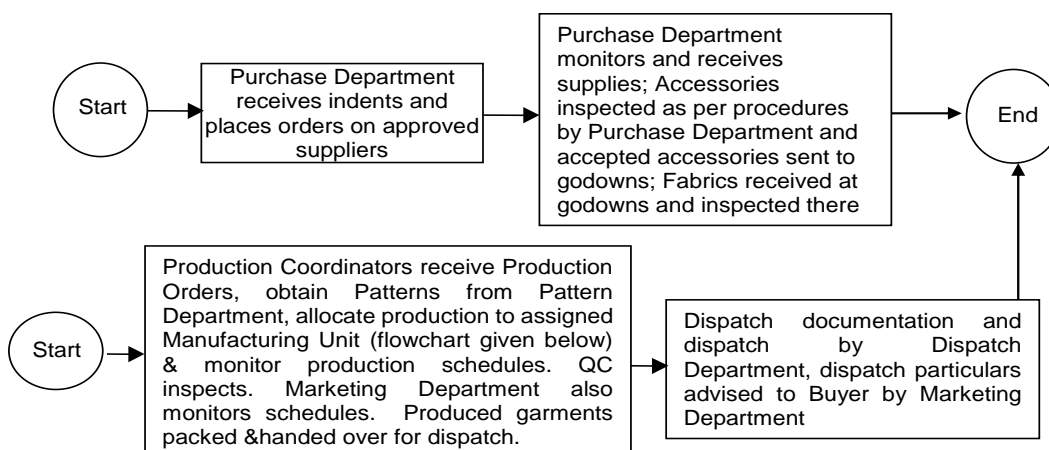 Start
Purchase Department
receives indents and
places orders on approved
suppliers
Purchase Department
monitors and receives
supplies; Accessories
inspected as per procedures
by Purchase Department and
accepted accessories sent to
godowns; Fabrics received at
godowns and inspected there
End
Start
Production Coordinators receive Production
Orders, obtain Patterns from Pattern
Department, allocate production to assigned
Manufacturing Unit (flowchart given below)
& monitor production schedules. QC
inspects. Marketing Department also
monitors schedules. Produced garments
packed &handed over for dispatch.
Dispatch documentation and
dispatch by Dispatch
Department, dispatch particulars
advised to Buyer by Marketing
Department